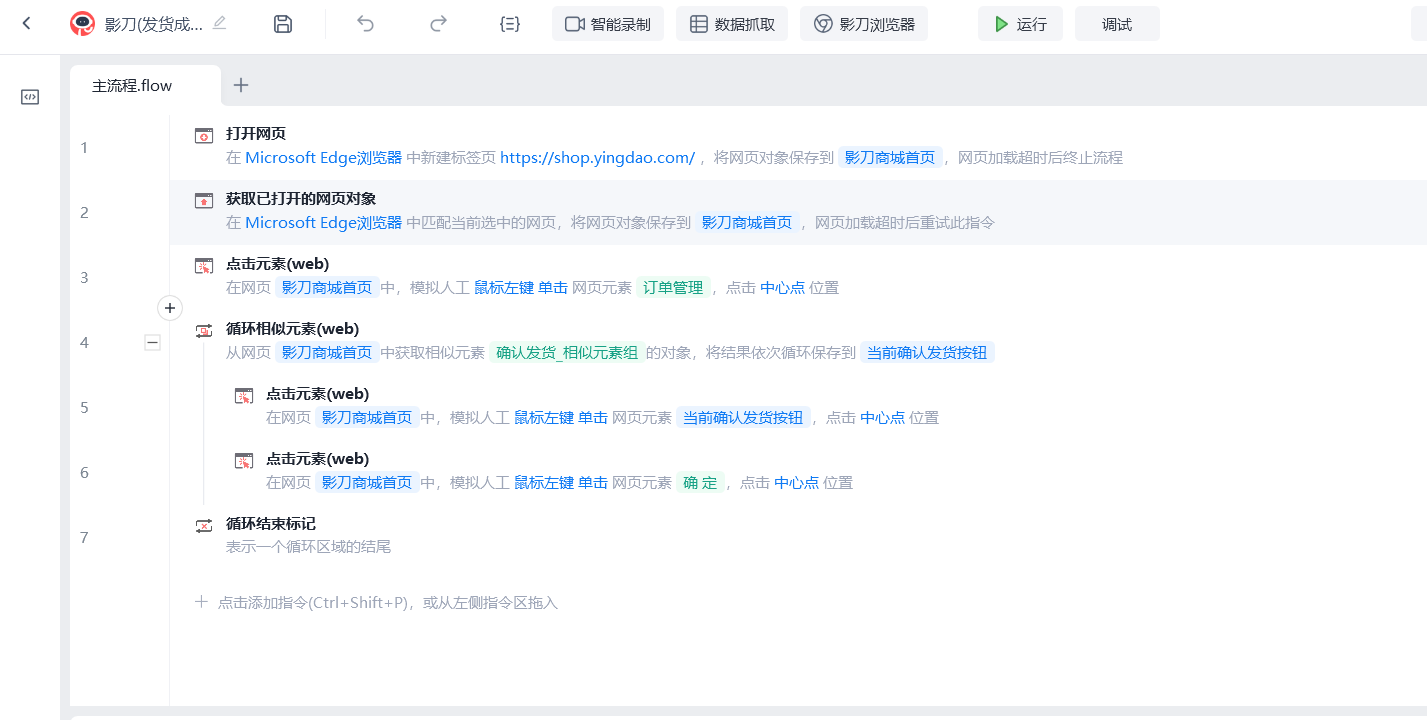 影刀(发货成...
智能录制
数据抓取
影刀浏览器
运行
调试
主流程.flow
1
打开网页
在 Microsoft Edge浏览器 中新建标签页 https://shop.yingdao.com/ ，将网页对象保存到 影刀商城首页 ，网页加载超时后终止流程
2
获取已打开的网页对象
在 Microsoft Edge浏览器 中匹配当前选中的网页，将网页对象保存到 影刀商城首页 ，网页加载超时后重试此指令
3
点击元素(web)
在网页 影刀商城首页 中，模拟人工 鼠标左键 单击 网页元素 订单管理 ，点击 中心点 位置
4
循环相似元素(web)
从网页 影刀商城首页 中获取相似元素 确认发货_相似元素组 的对象，将结果依次循环保存到 当前确认发货按钮
5
点击元素(web)
在网页 影刀商城首页 中，模拟人工 鼠标左键 单击 网页元素 当前确认发货按钮 ，点击 中心点 位置
6
点击元素(web)
在网页 影刀商城首页 中，模拟人工 鼠标左键 单击 网页元素 确 定 ，点击 中心点 位置
7
循环结束标记
表示一个循环区域的结尾
点击添加指令(Ctrl+Shift+P)，或从左侧指令区拖入